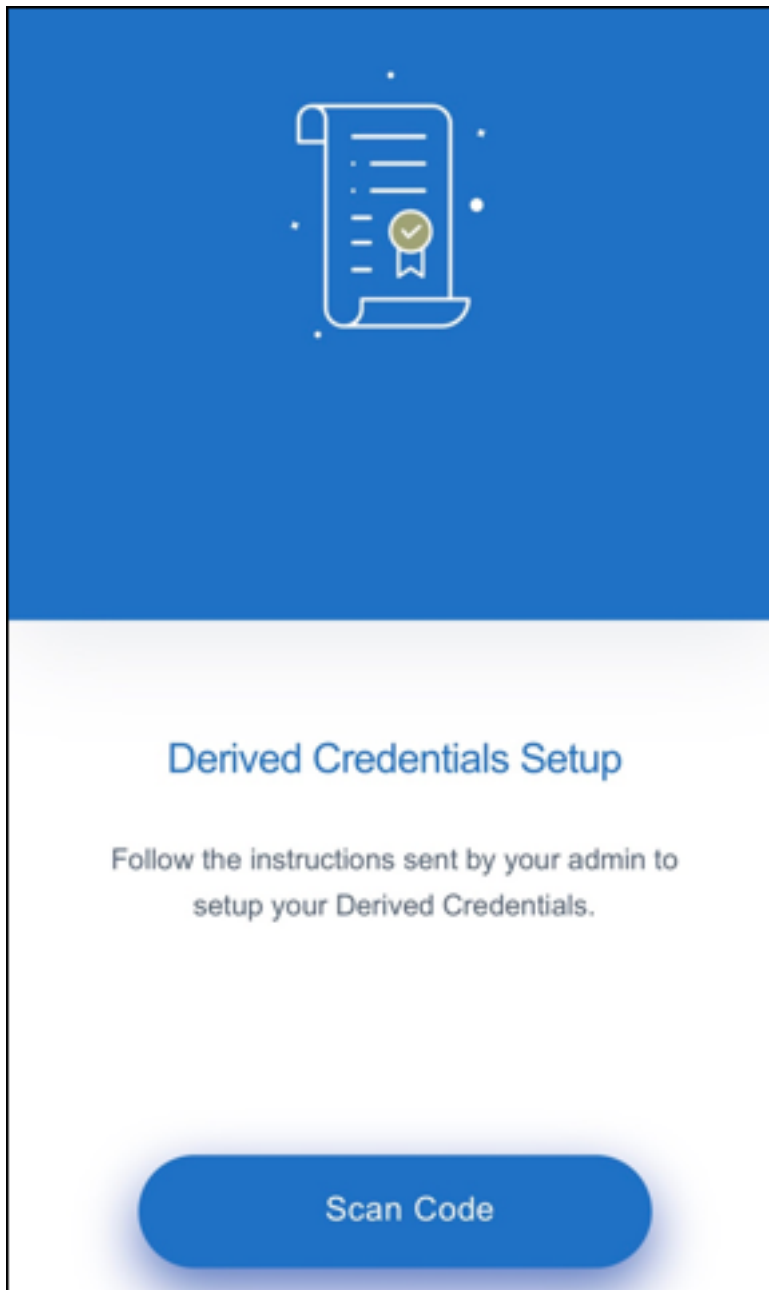 Derived Credentials Setup
Follow the instructions sent by your admin to
setup your Derived Credentials.
Scan Code